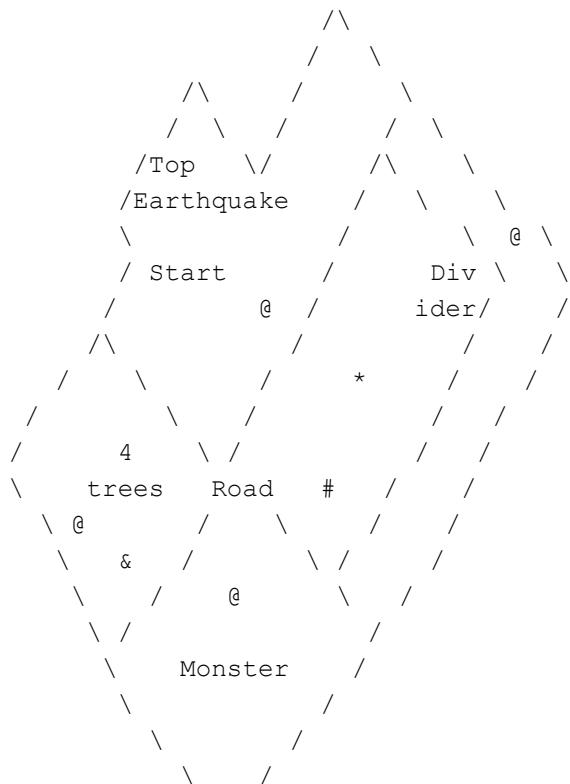 Top
Earthquake
@
Start Div
@ ider
*
4
trees Road #
@
&
@
Monster